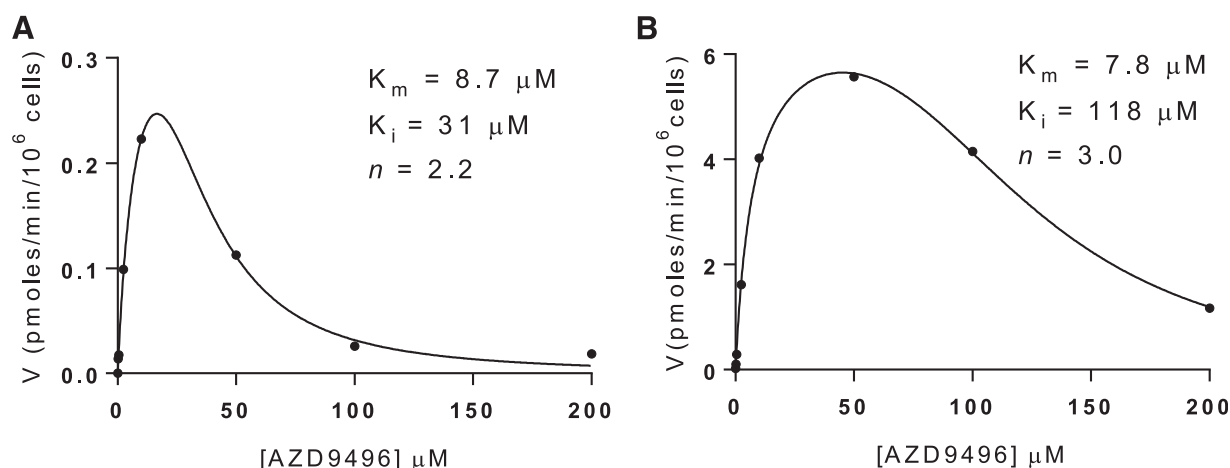 A
V (pmoles/min/10⁶ cells)
0.3
0.2
0.1
0.0
Kₘ = 8.7 μM
Kᵢ = 31 μM
n = 2.2
0 50 100 150 200
[AZD9496] μM
B
V(pmoles/min/10⁶cells)
6
4
2
0
Kₘ = 7.8 μM
Kᵢ = 118 μM
n = 3.0
0 50 100 150 200
[AZD9496] μM